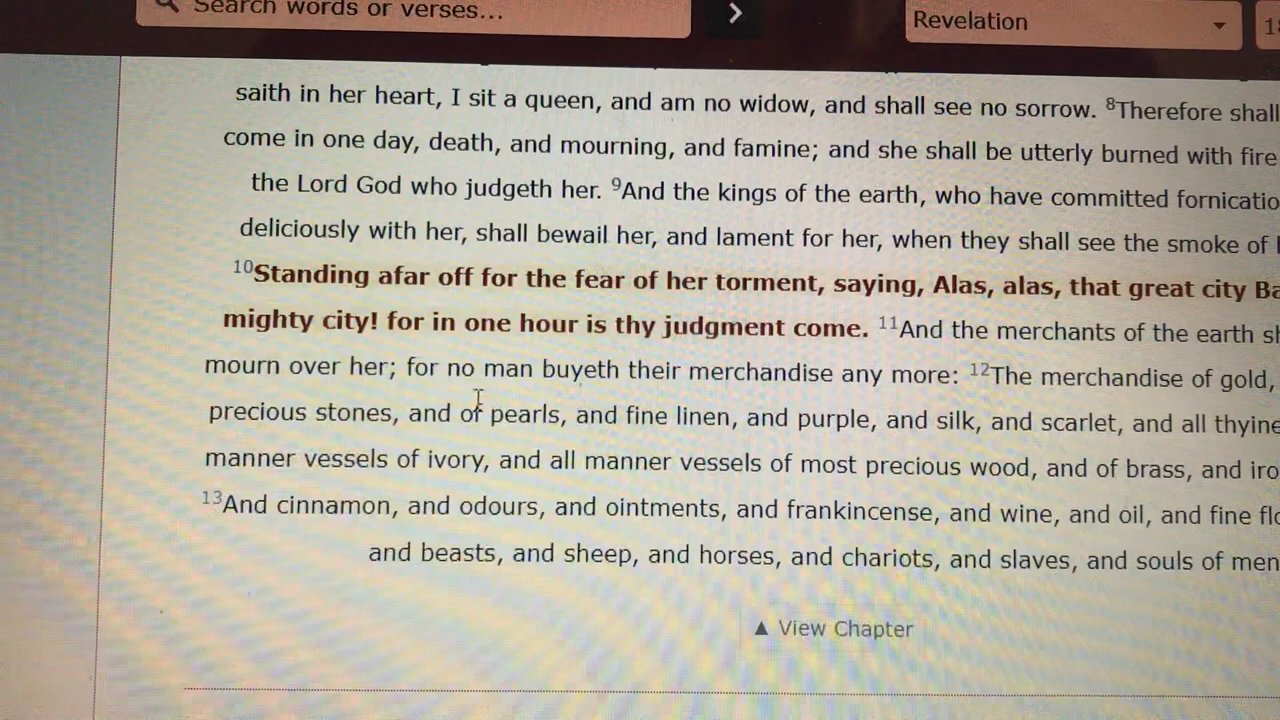 Search words or verses...
Revelation
saith in her heart, I sit a queen, and am no widow, and shall see no sorrow. 8Therefore shall
come in one day, death, and mourning, and famine; and she shall be utterly burned with fire
the Lord God who judgeth her. 9And the kings of the earth, who have committed fornicatio
deliciously with her, shall bewail her, and lament for her, when they shall see the smoke of
10Standing afar off for the fear of her torment, saying, Alas, alas, that great city Ba
mighty city! for in one hour is thy judgment come. 11And the merchants of the earth sh
mourn over her; for no man buyeth their merchandise any more: 12The merchandise of gold,
precious stones, and of pearls, and fine linen, and purple, and silk, and scarlet, and all thyine
manner vessels of ivory, and all manner vessels of most precious wood, and of brass, and iro
13And cinnamon, and odours, and ointments, and frankincense, and wine, and oil, and fine flo
and beasts, and sheep, and horses, and chariots, and slaves, and souls of men
▲ View Chapter